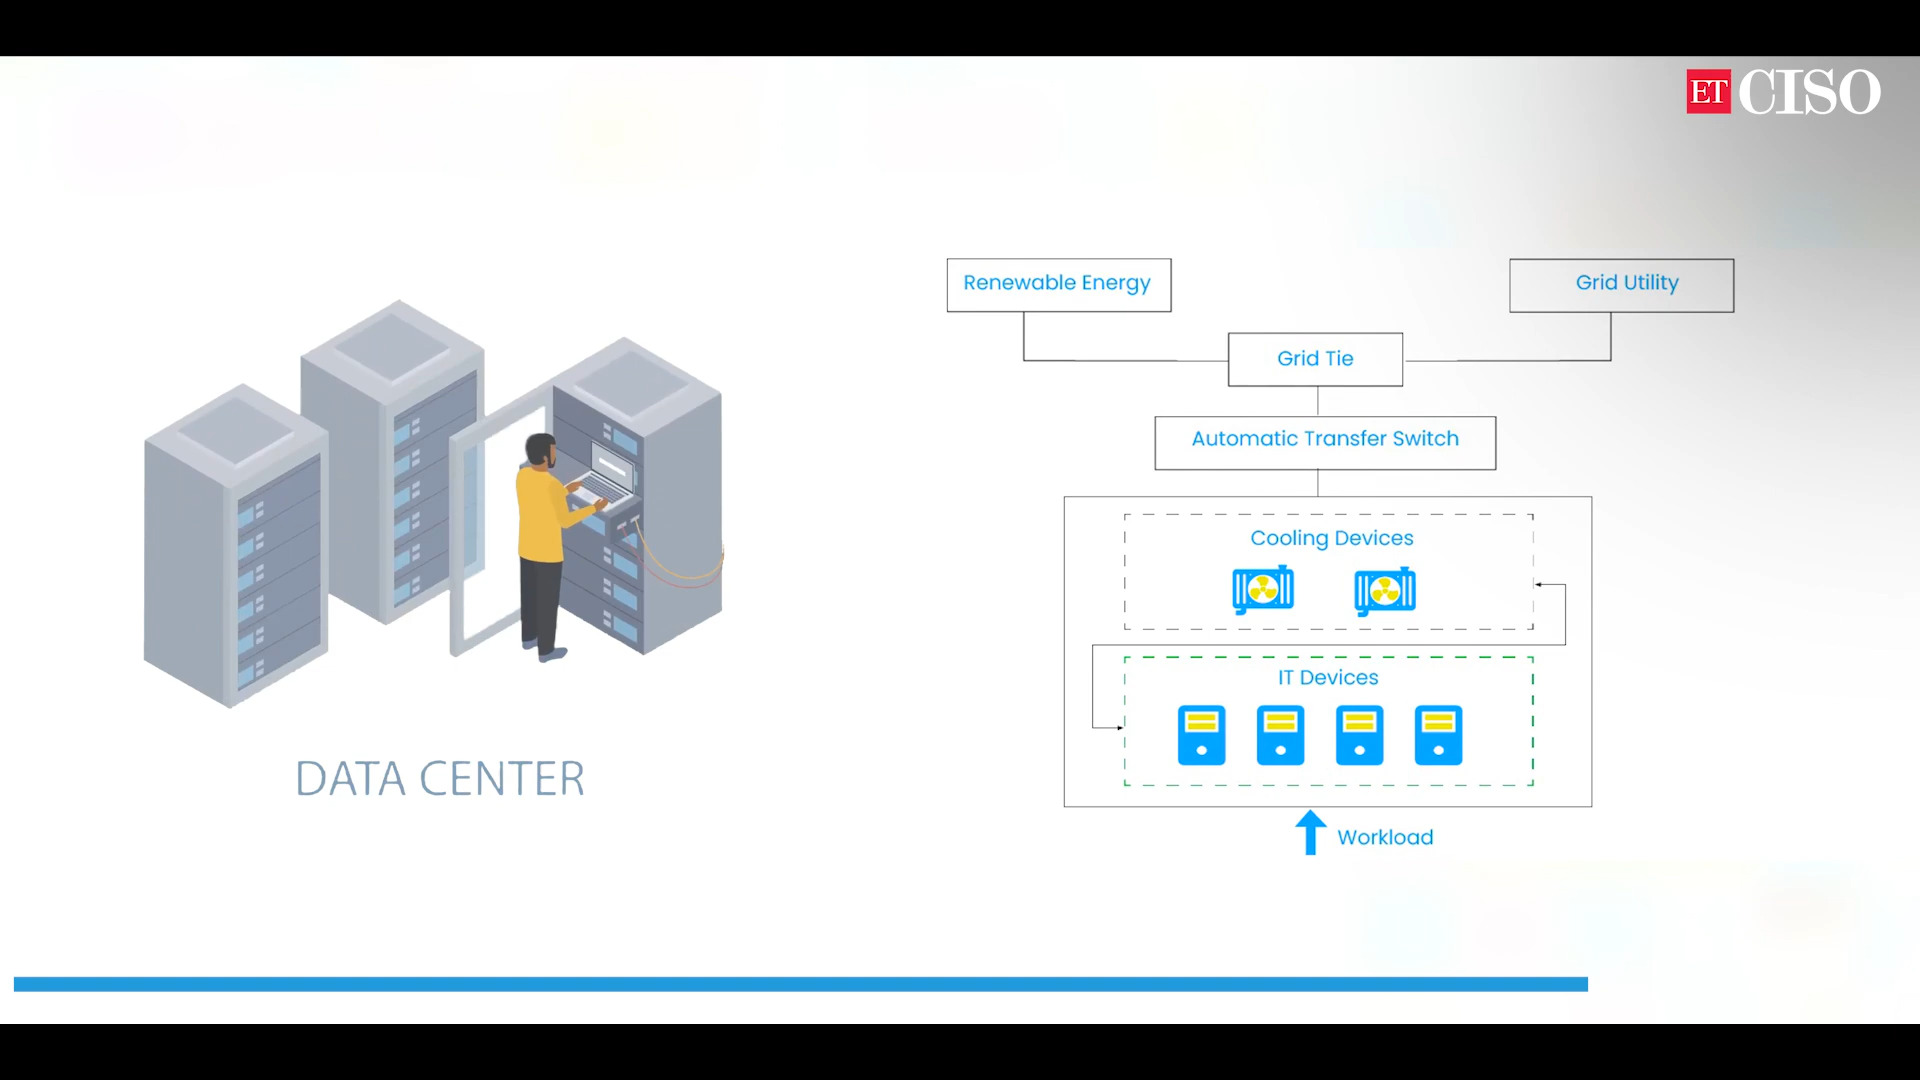 ET CISO
Renewable Energy
Grid Utility
Grid Tie
Automatic Transfer Switch
Cooling Devices
IT Devices
DATA CENTER
Workload